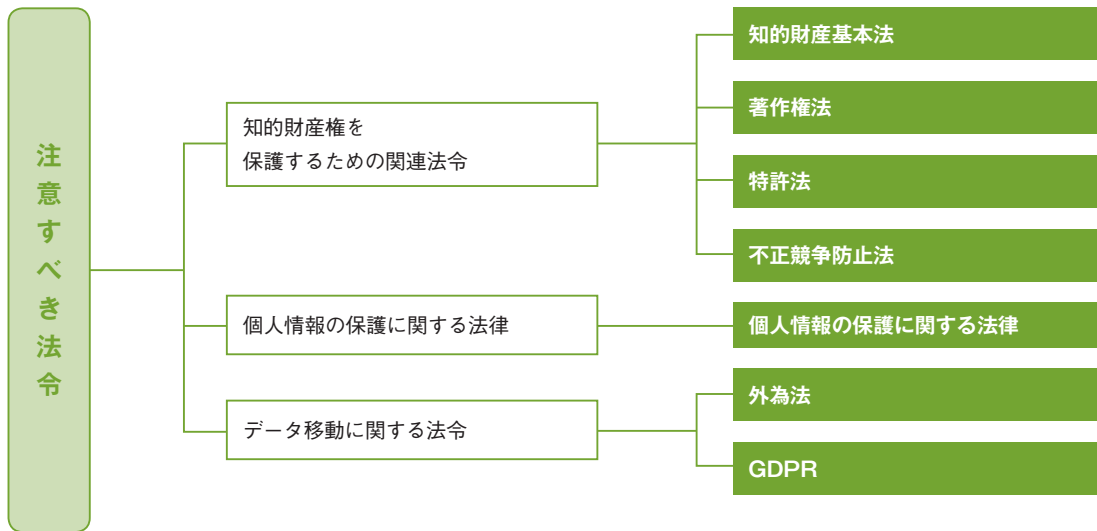 注意すべき法令
知的財産権を
保護するための関連法令
知的財産基本法
著作権法
特許法
不正競争防止法
個人情報の保護に関する法律
個人情報の保護に関する法律
データ移動に関する法令
外為法
GDPR